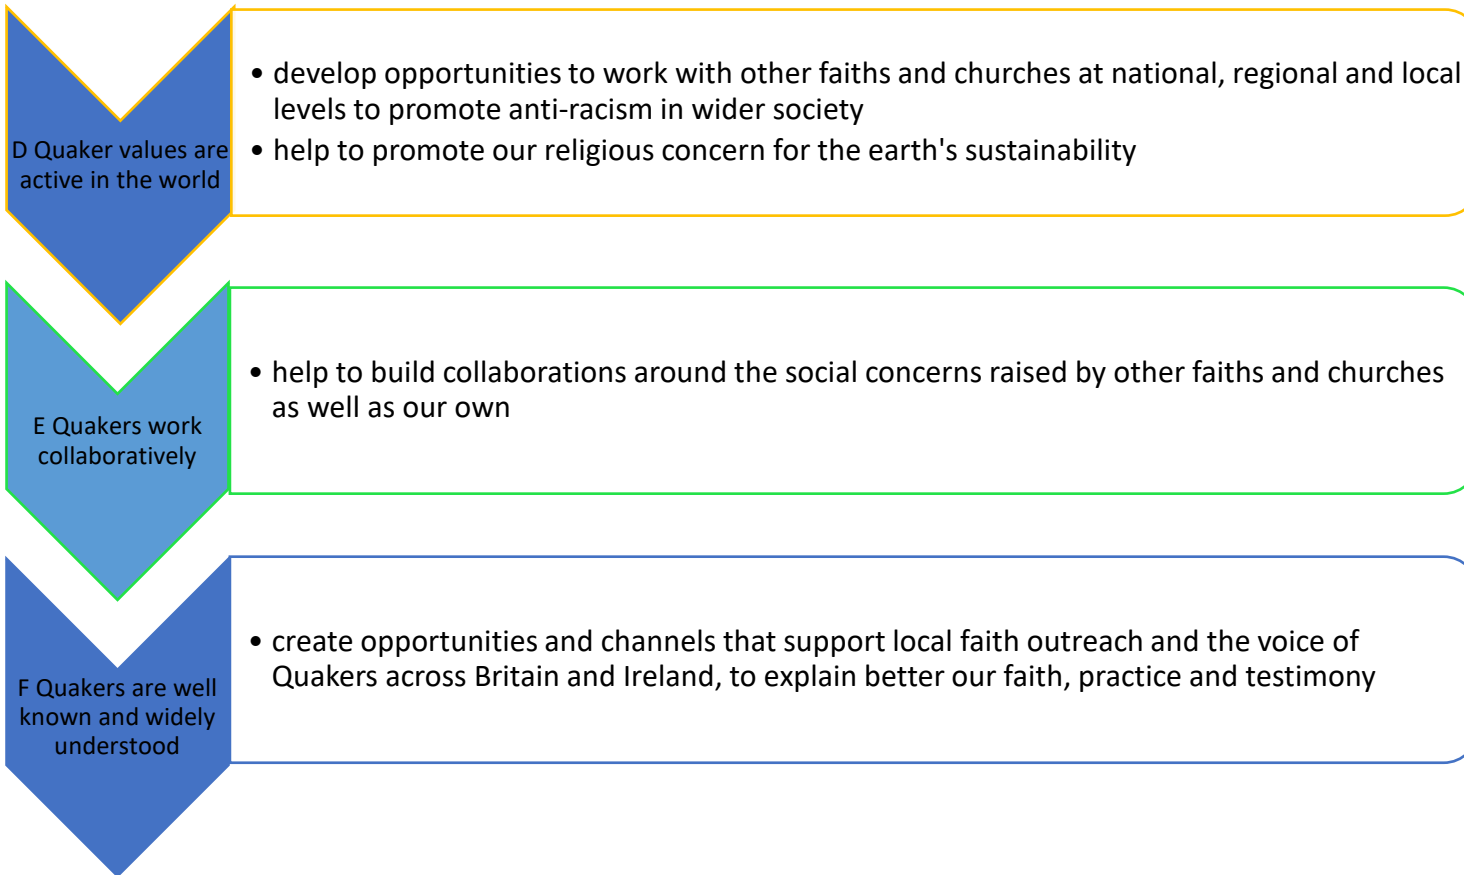 D Quaker values are
active in the world
• develop opportunities to work with other faiths and churches at national, regional and local
levels to promote anti-racism in wider society
• help to promote our religious concern for the earth's sustainability
E Quakers work
collaboratively
• help to build collaborations around the social concerns raised by other faiths and churches
as well as our own
F Quakers are well
known and widely
understood
• create opportunities and channels that support local faith outreach and the voice of
Quakers across Britain and Ireland, to explain better our faith, practice and testimony